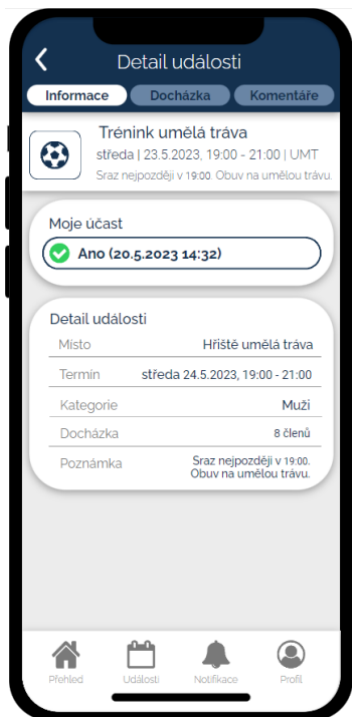 Detail události
Informace Docházka Komentáře
Trénink umělá tráva
středa | 23.5.2023, 19:00 - 21:00 | UMT
Sraz nejpozději v 19:00. Obuv na umělou trávu.
Moje účast
Ano (20.5.2023 14:32)
Detail události
Místo Hřiště umělá tráva
Termín středa 24.5.2023, 19:00 - 21:00
Kategorie Muži
Docházka 8 členů
Poznámka Sraz nejpozději v 19:00.
Obuv na umělou trávu.
Přehled Události Notifikace Profil